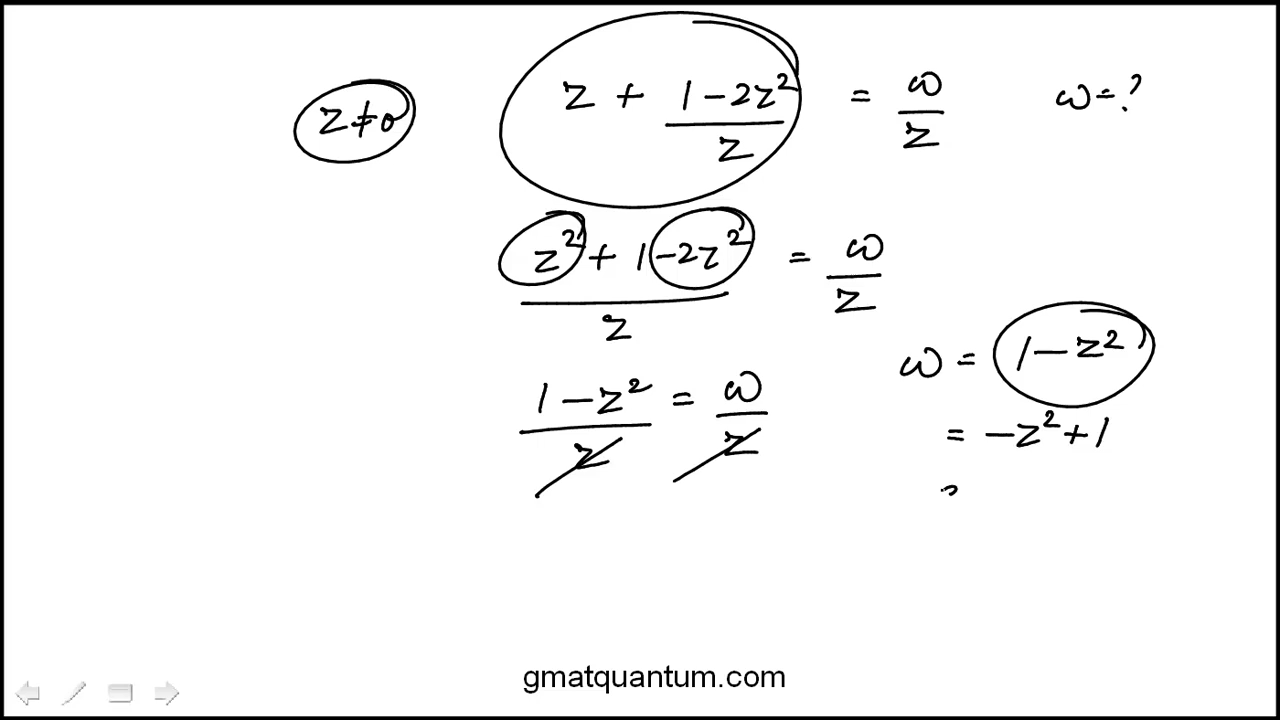 z≠0 z + (1-2z²)/z = ω/z ω=?
(z² + 1 -2z²)/z = ω/z
ω = 1-z²
(1-z²)/z = ω/z
= -z²+1
gmatquantum.com